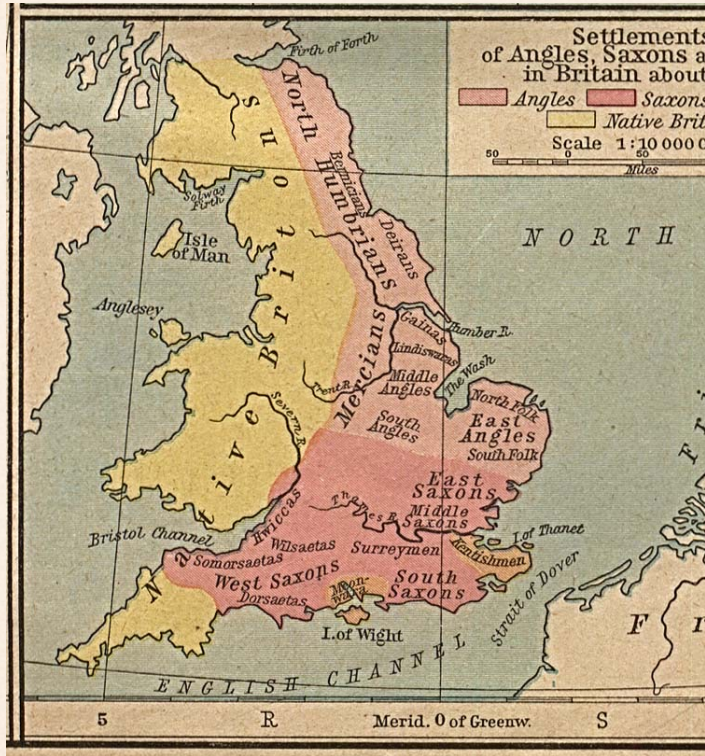 Settlements
of Angles, Saxons a
in Britain about
Angles
Saxons
Native Brit
Scale 1:10 000 0
50
0
50
Miles
Firth of Forth
North Humbrians
Bernicians
Deirans
Solway
Firth
Isle
of Man
NORTH
Anglesey
Native Britons
Gainas
Humber R.
Lindiswaras
The Wash
Mercians
Middle
Angles
Trent R.
North Folk
East
Angles
South Folk
South
Angles
Severn R.
East
Saxons
Thames R.
Middle
Saxons
Hwiccas
Bristol Channel
I. of Thanet
Kentishmen
Wilsaetas
Surreymen
Somorsaetas
West Saxons
South
Saxons
Dorsaetas
Meon-
wara
I. of Wight
Strait of Dover
ENGLISH CHANNEL
Fri
F r
5
R
Merid. 0 of Greenw.
S